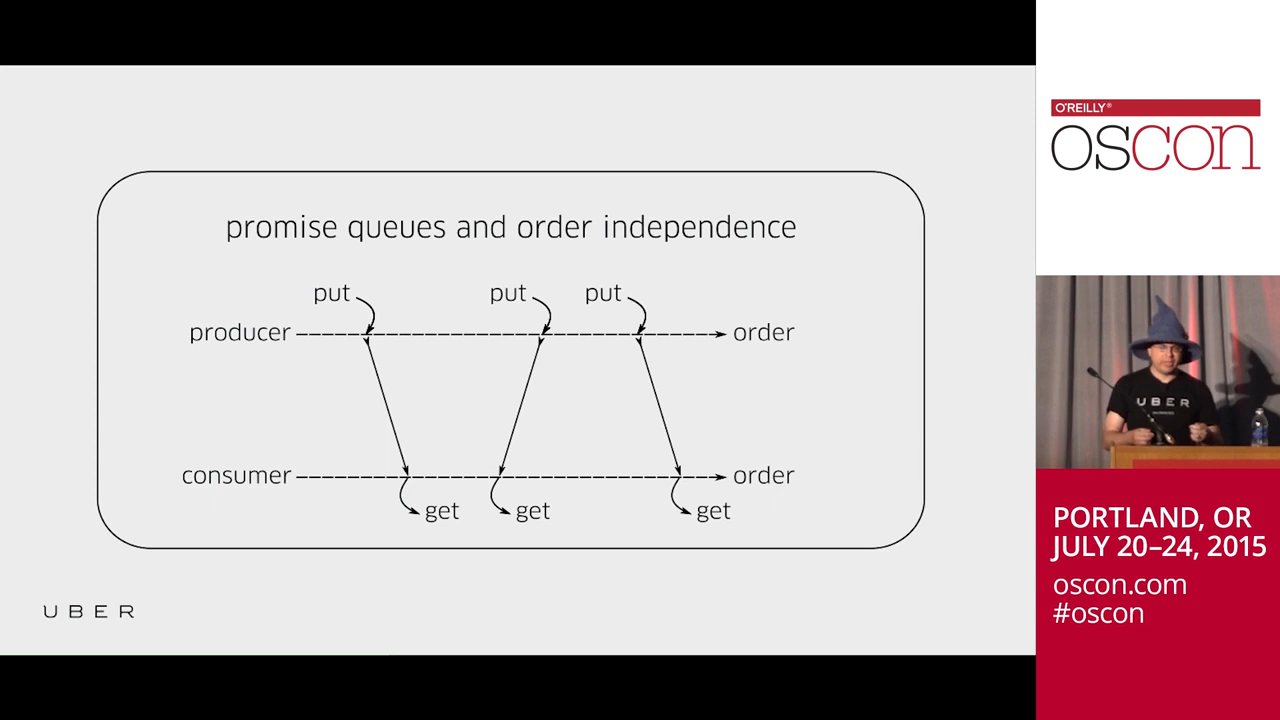 promise queues and order independence
put put put
producer order
consumer order
get get get
UBER
O'REILLY®
OSCON
UBER
PORTLAND, OR
JULY 20–24, 2015
oscon.com
#oscon